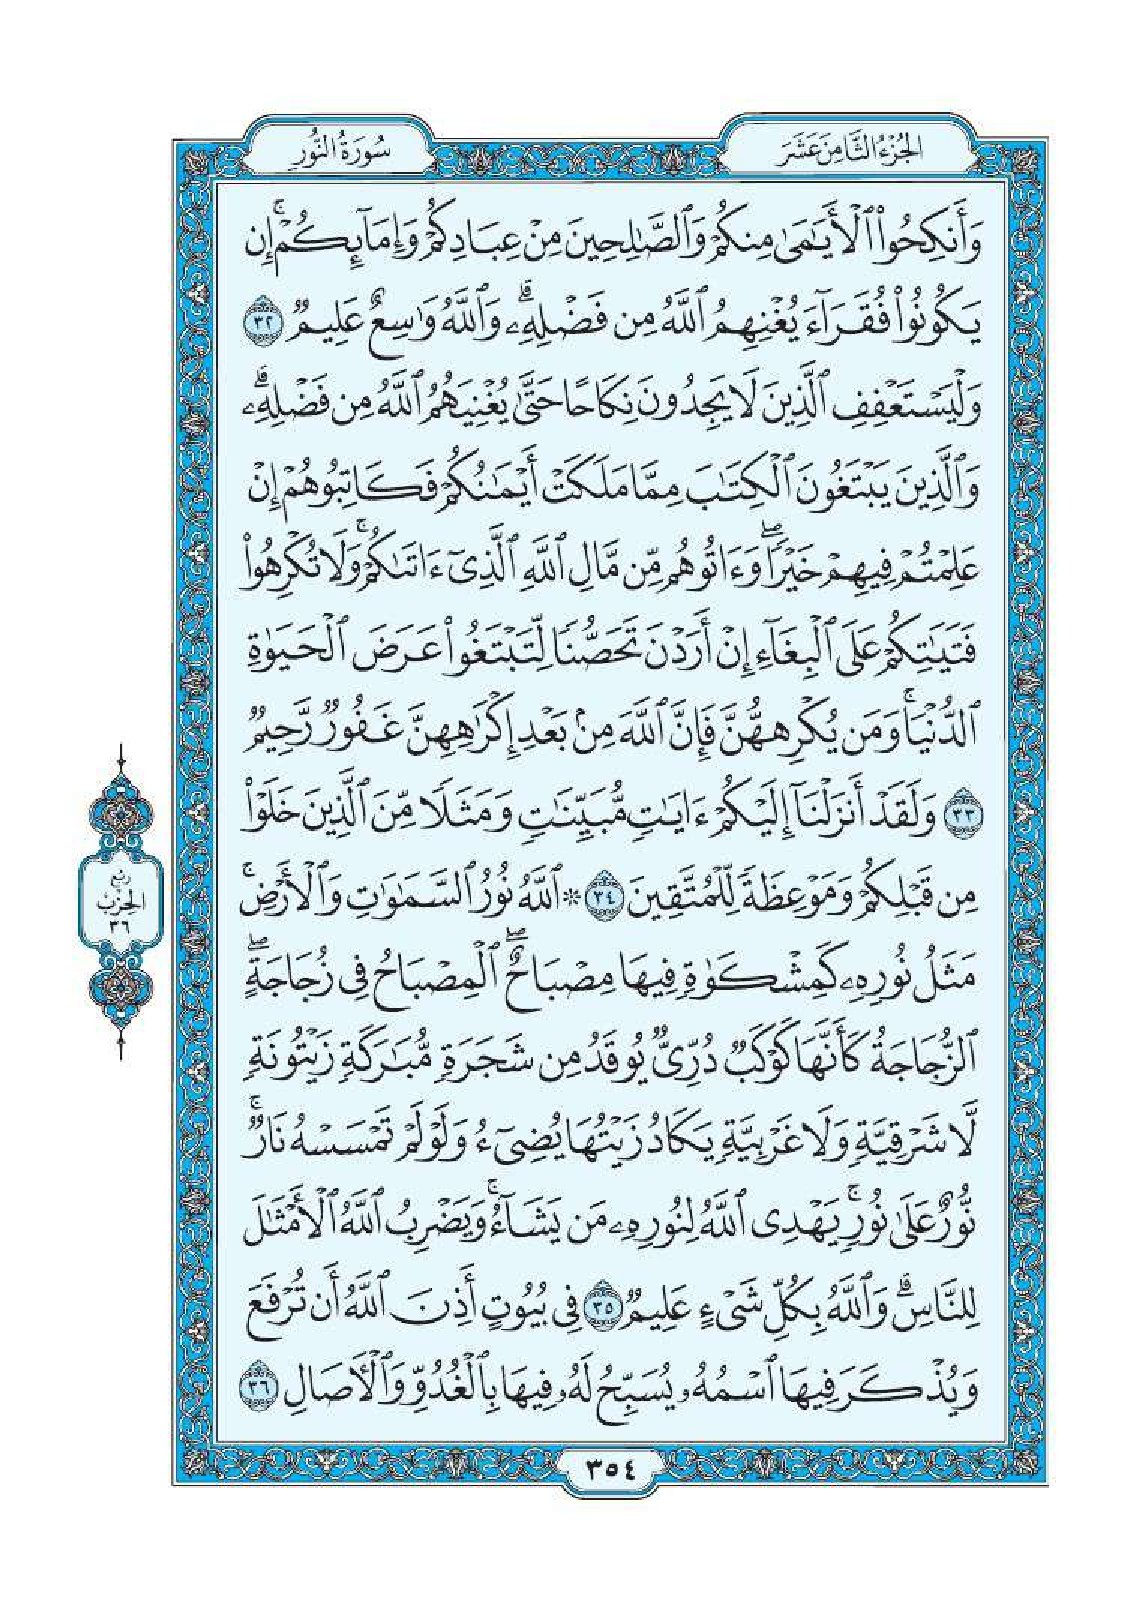 الجُزْءُ الثَّامِنَ عَشَرَ
سُورَةُ النُّورِ
وَأَنكِحُوا۟ ٱلْأَيَـٰمَىٰ مِنكُمْ وَٱلصَّـٰلِحِينَ مِنْ عِبَادِكُمْ وَإِمَآئِكُمْ ۚ إِن
يَكُونُوا۟ فُقَرَآءَ يُغْنِهِمُ ٱللَّهُ مِن فَضْلِهِۦ ۗ وَٱللَّهُ وَٰسِعٌ عَلِيمٌ ٣٢
وَلْيَسْتَعْفِفِ ٱلَّذِينَ لَا يَجِدُونَ نِكَاحًا حَتَّىٰ يُغْنِيَهُمُ ٱللَّهُ مِن فَضْلِهِۦ ۗ
وَٱلَّذِينَ يَبْتَغُونَ ٱلْكِتَـٰبَ مِمَّا مَلَكَتْ أَيْمَـٰنُكُمْ فَكَاتِبُوهُمْ إِنْ
عَلِمْتُمْ فِيهِمْ خَيْرًا ۖ وَءَاتُوهُم مِّن مَّالِ ٱللَّهِ ٱلَّذِىٓ ءَاتَىٰكُمْ ۚ وَلَا تُكْرِهُوا۟
فَتَيَـٰتِكُمْ عَلَى ٱلْبِغَآءِ إِنْ أَرَدْنَ تَحَصُّنًا لِّتَبْتَغُوا۟ عَرَضَ ٱلْحَيَوٰةِ
ٱلدُّنْيَا ۚ وَمَن يُكْرِههُّنَّ فَإِنَّ ٱللَّهَ مِنۢ بَعْدِ إِكْرَٰهِهِنَّ غَفُورٌ رَّحِيمٌ
٣٣ وَلَقَدْ أَنزَلْنَآ إِلَيْكُمْ ءَايَـٰتٍ مُّبَيِّنَـٰتٍ وَمَثَلًا مِّنَ ٱلَّذِينَ خَلَوْا۟
مِن قَبْلِكُمْ وَمَوْعِظَةً لِّلْمُتَّقِينَ ٣٤ * ٱللَّهُ نُورُ ٱلسَّمَـٰوَٰتِ وَٱلْأَرْضِ ۚ
مَثَلُ نُورِهِۦ كَمِشْكَوٰةٍ فِيهَا مِصْبَاحٌ ۖ ٱلْمِصْبَاحُ فِى زُجَاجَةٍ ۖ
ٱلزُّجَاجَةُ كَأَنَّهَا كَوْكَبٌ دُرِّىٌّ يُوقَدُ مِن شَجَرَةٍ مُّبَـٰرَكَةٍ زَيْتُونَةٍ
لَّا شَرْقِيَّةٍ وَلَا غَرْبِيَّةٍ يَكَادُ زَيْتُهَا يُضِىٓءُ وَلَوْ لَمْ تَمْسَسْهُ نَارٌ ۚ
نُّورٌ عَلَىٰ نُورٍ ۗ يَهْدِى ٱللَّهُ لِنُورِهِۦ مَن يَشَآءُ ۚ وَيَضْرِبُ ٱللَّهُ ٱلْأَمْثَـٰلَ
لِلنَّاسِ ۗ وَٱللَّهُ بِكُلِّ شَىْءٍ عَلِيمٌ ٣٥ فِى بُيُوتٍ أَذِنَ ٱللَّهُ أَن تُرْفَعَ
وَيُذْكَرَ فِيهَا ٱسْمُهُۥ يُسَبِّحُ لَهُۥ فِيهَا بِٱلْغُدُوِّ وَٱلْـَٔاصَالِ ٣٦
رُبْع
الحِزْب
٣٦
٣٥٤